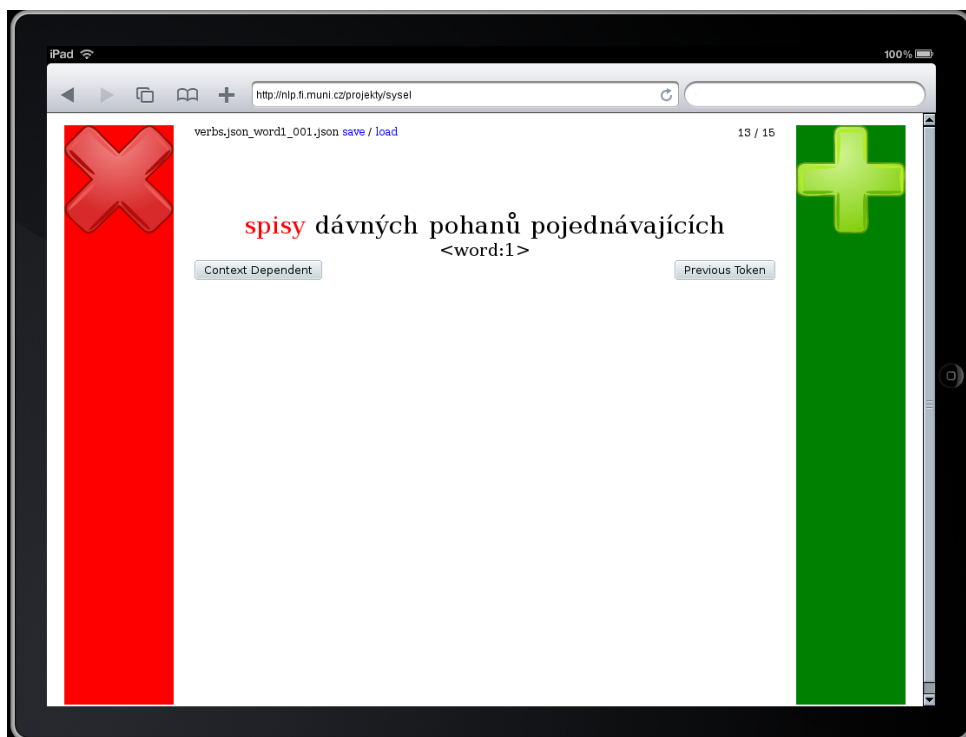 iPad 100%
http://nlp.fi.muni.cz/projekty/sysel
verbs.json_word1_001.json save / load 13 / 15
spisy dávných pohanů pojednávajících
<word:1>
Context Dependent Previous Token